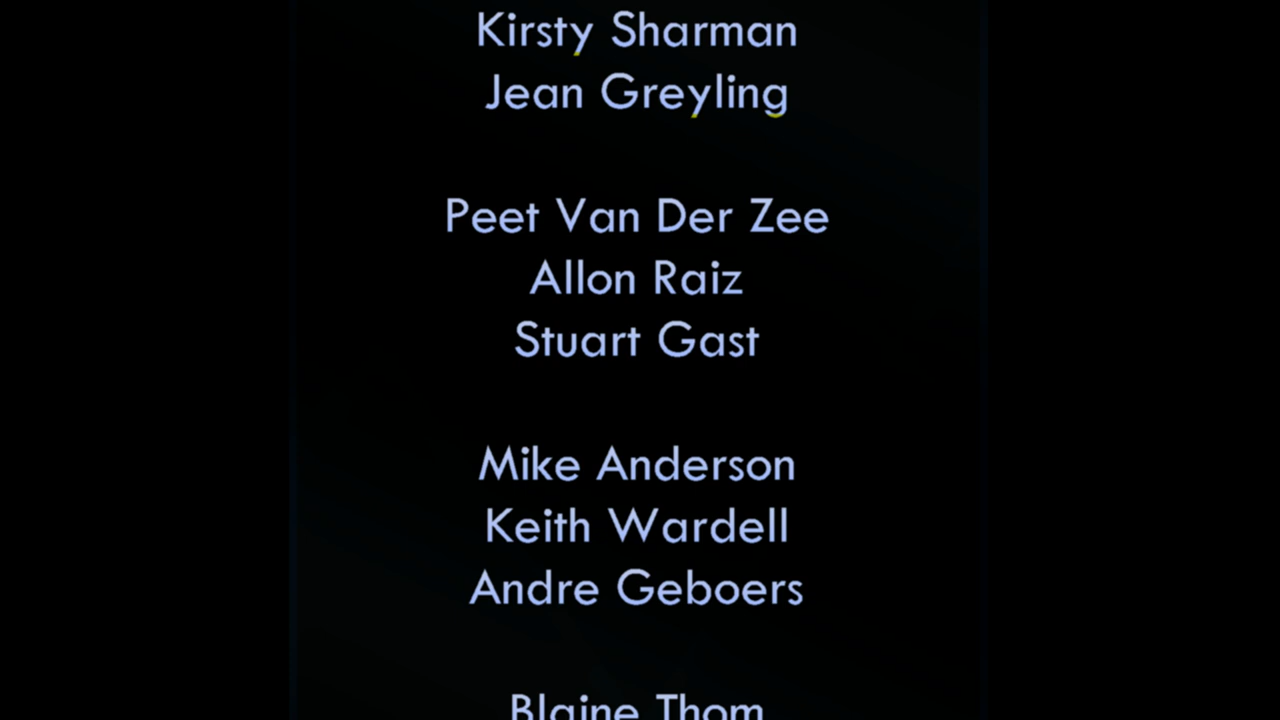 Kirsty Sharman
Jean Greyling
Peet Van Der Zee
Allon Raiz
Stuart Gast
Mike Anderson
Keith Wardell
Andre Geboers
Blaine Thom